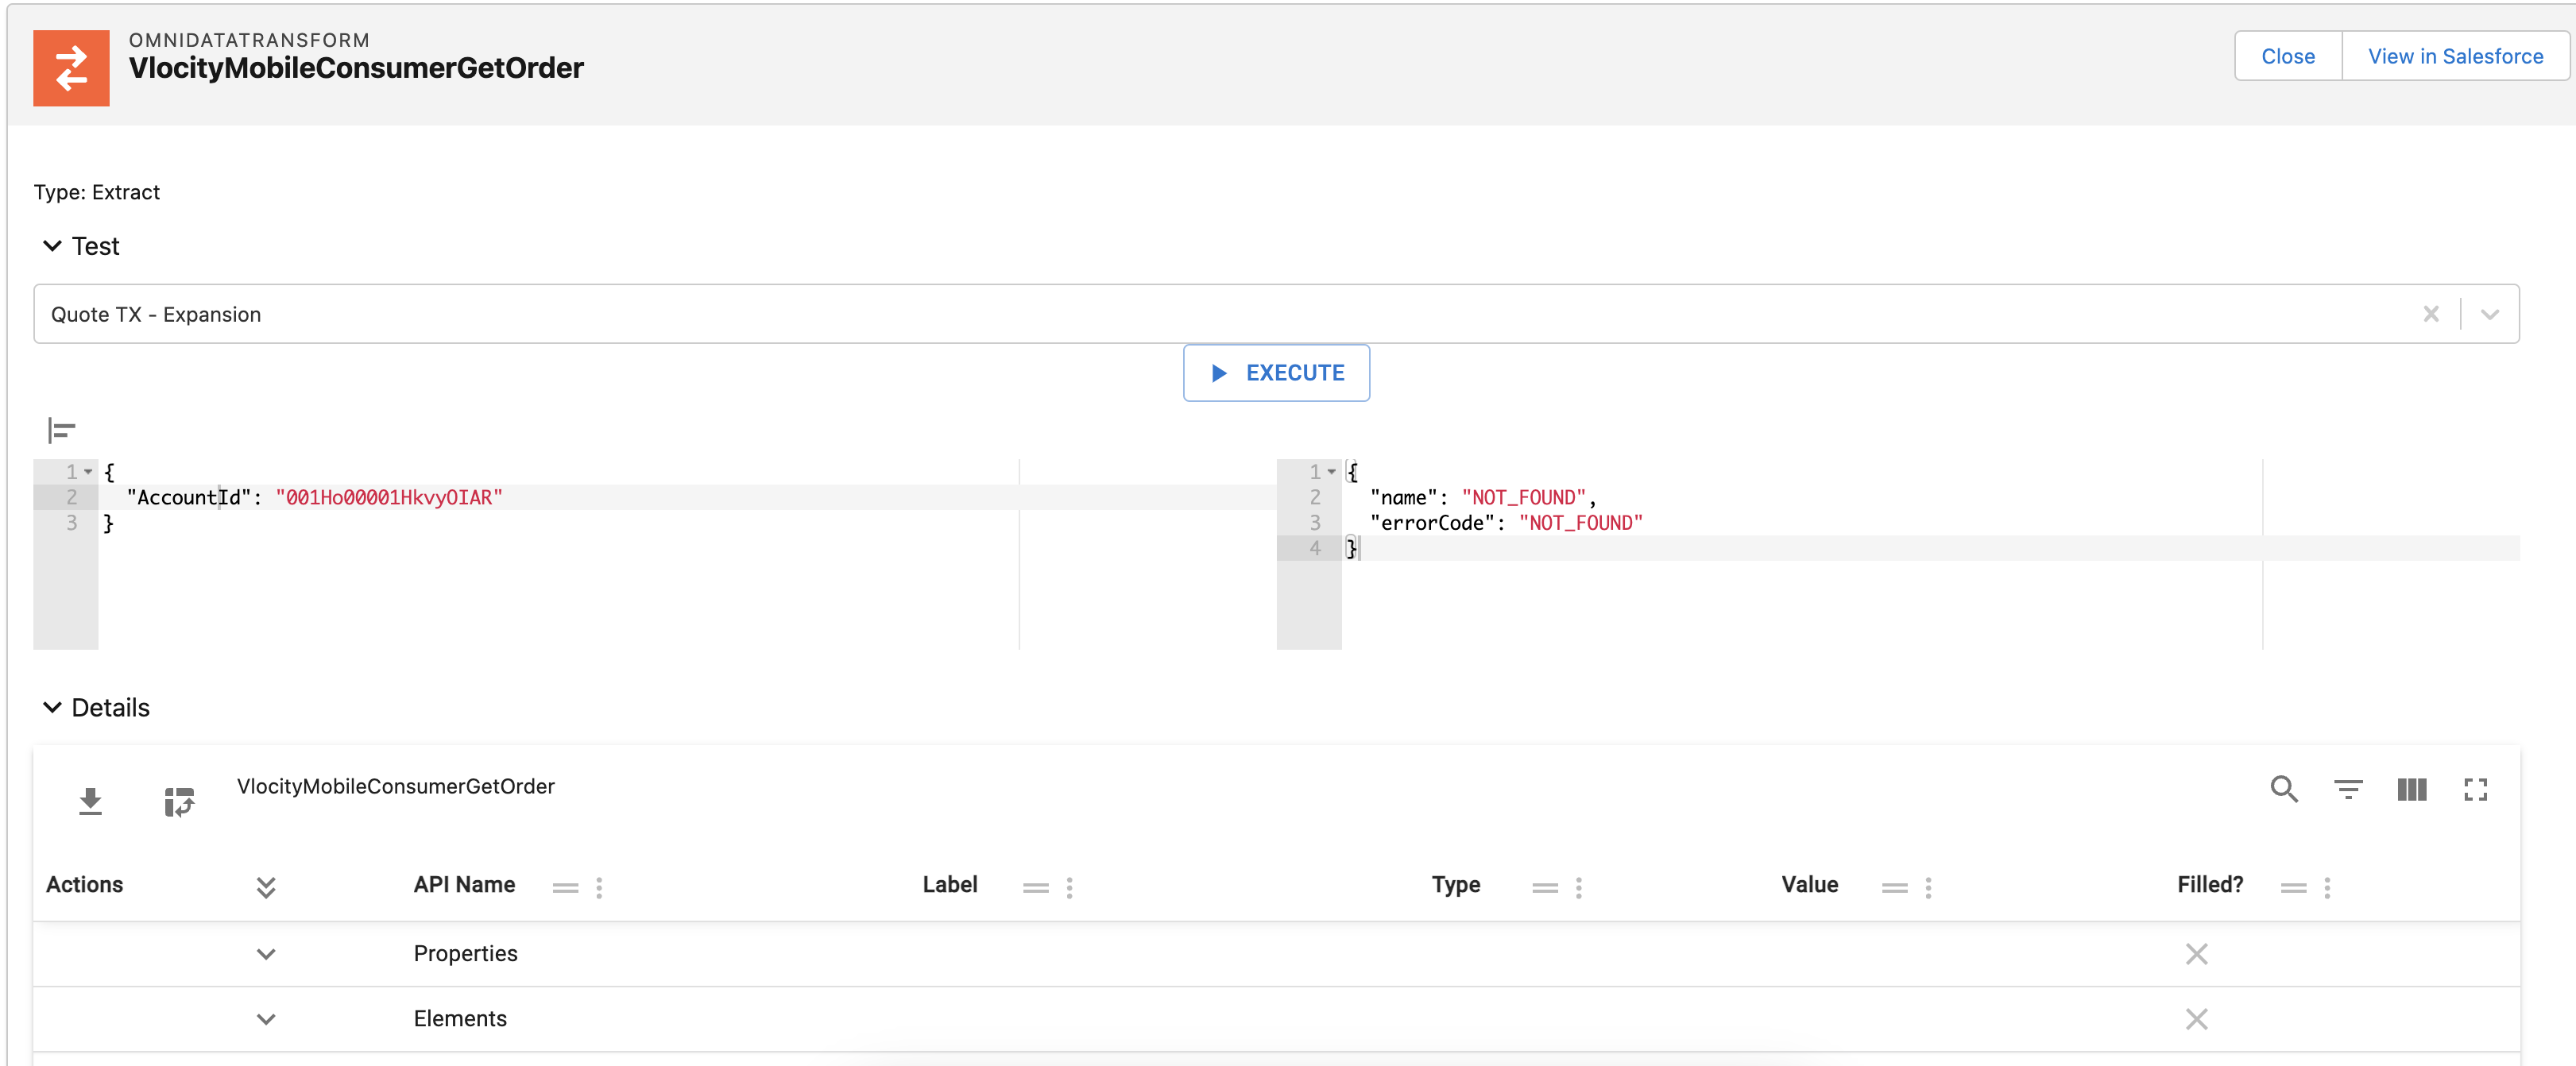 OMNIDATATRANSFORM
VlocityMobileConsumerGetOrder
Close
View in Salesforce
Type: Extract
Test
Quote TX - Expansion
EXECUTE
1 {
2 "AccountId": "001Ho00001HkvyOIAR"
3 }
1 {
2 "name": "NOT_FOUND",
3 "errorCode": "NOT_FOUND"
4 }
Details
VlocityMobileConsumerGetOrder
Actions API Name Label Type Value Filled?
Properties
Elements